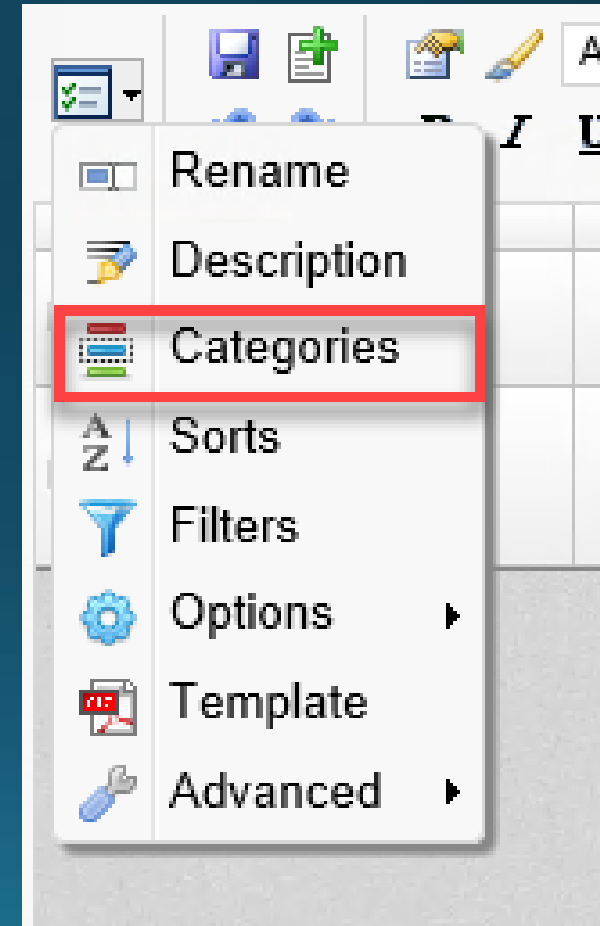 A
I U
Rename
Description
Categories
A
Z
Sorts
Filters
Options
Template
Advanced